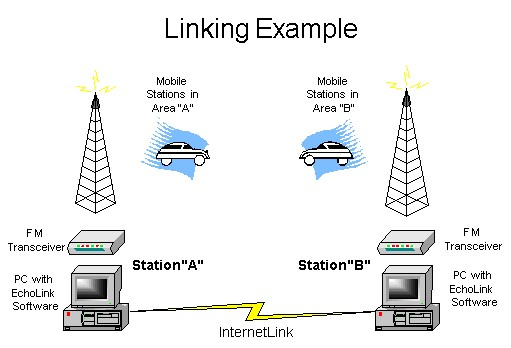 Linking Example
Mobile
Stations in
Area "A"
Mobile
Stations in
Area "B"
FM
Transceiver
Station"A"
PC with
EchoLink
Software
Station"B"
FM
Transceiver
PC with
EchoLink
Software
InternetLink